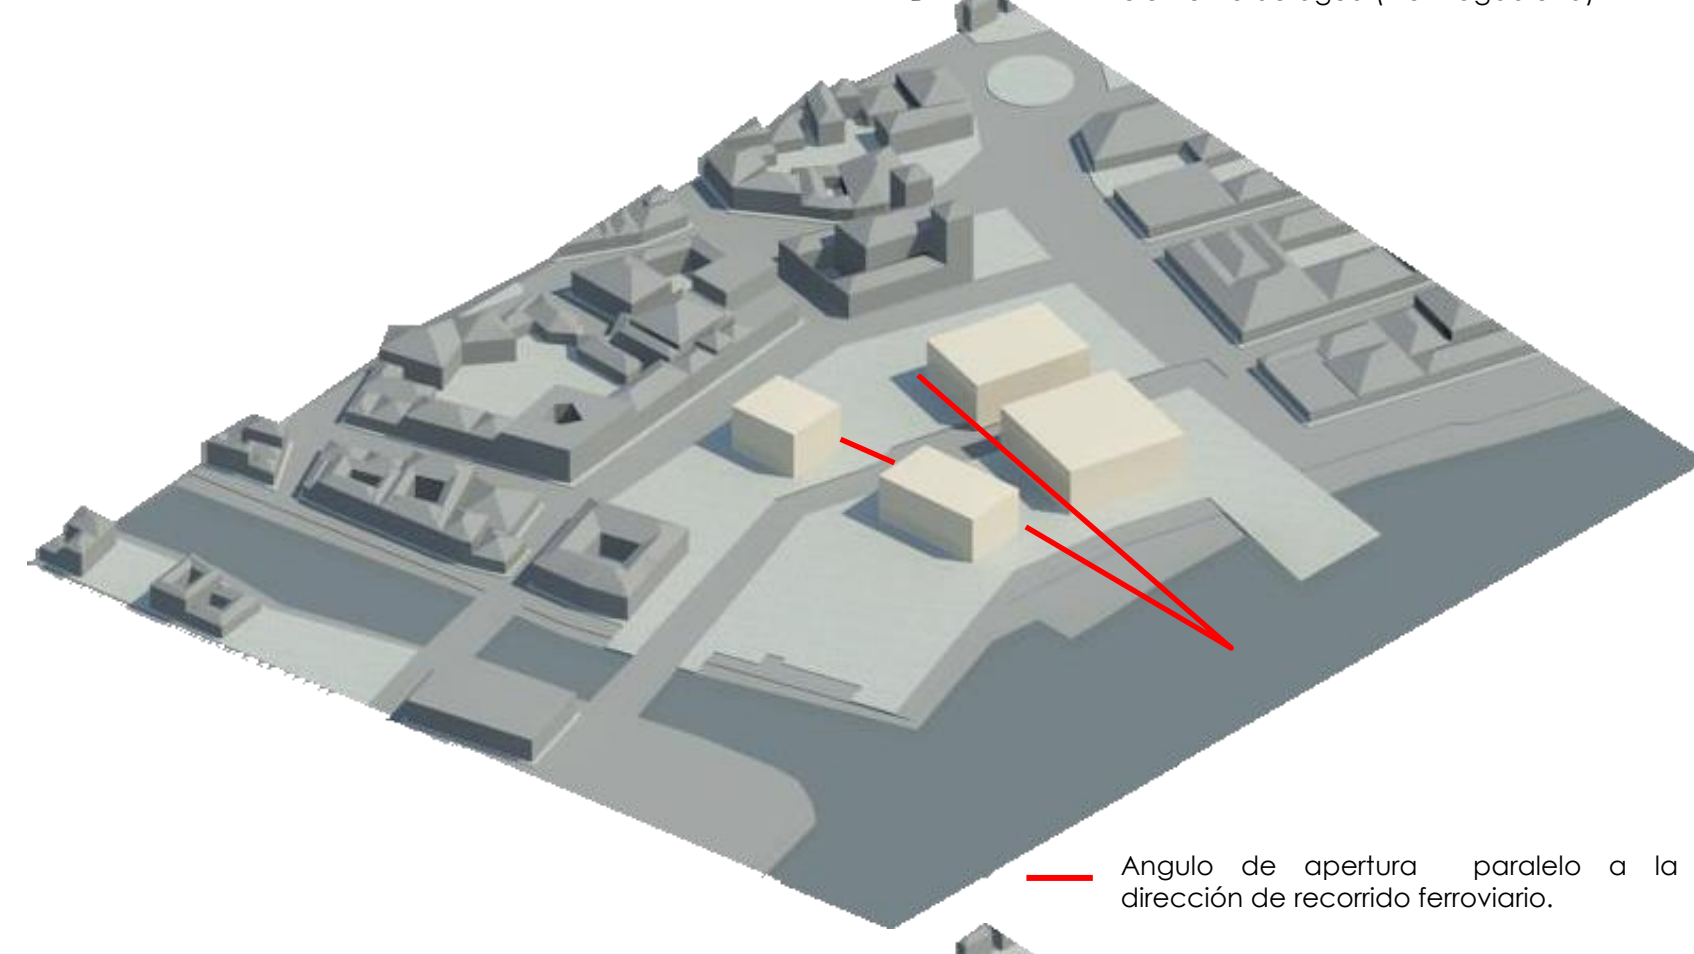 Angulo de apertura paralelo a la
dirección de recorrido ferroviario.